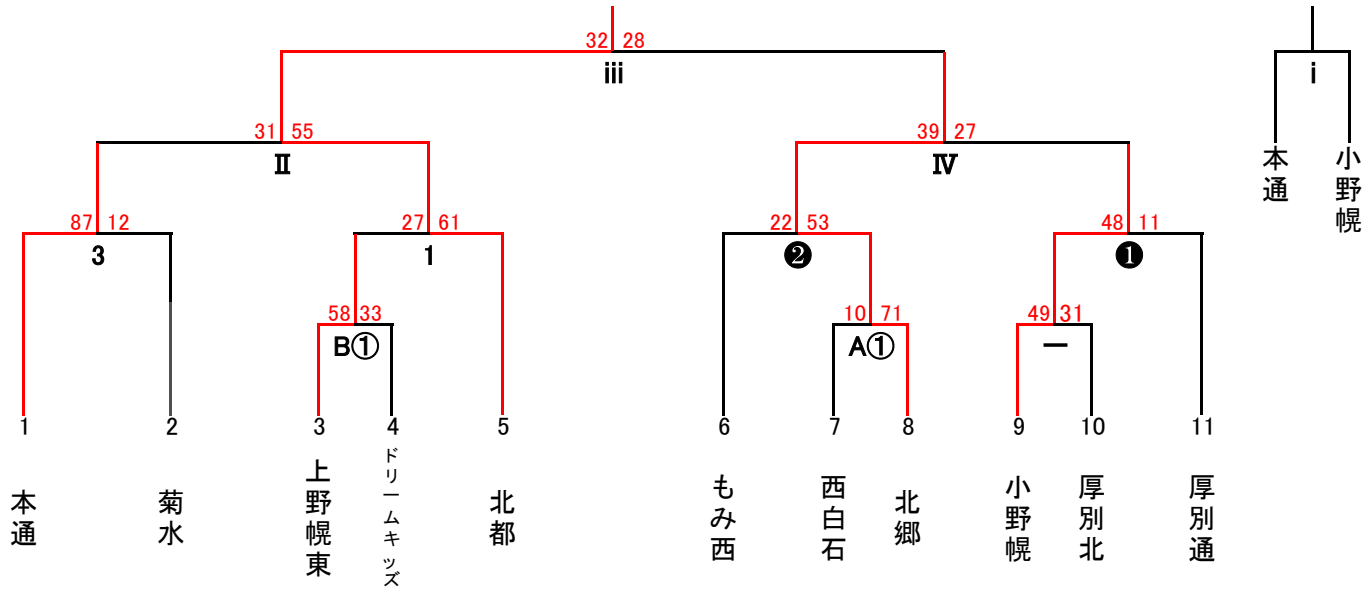 32 28
iii
i
本通
小野幌
31 55
Ⅱ
39 27
Ⅳ
87 12
3
27 61
1
22 53
❷
48 11
❶
58 33
B①
10 71
A①
49 31
一
1 2 3 4 5 6 7 8 9 10 11
本通
菊水
上野幌東
ドリームキッズ
北都
もみ西
西白石
北郷
小野幌
厚別北
厚別通